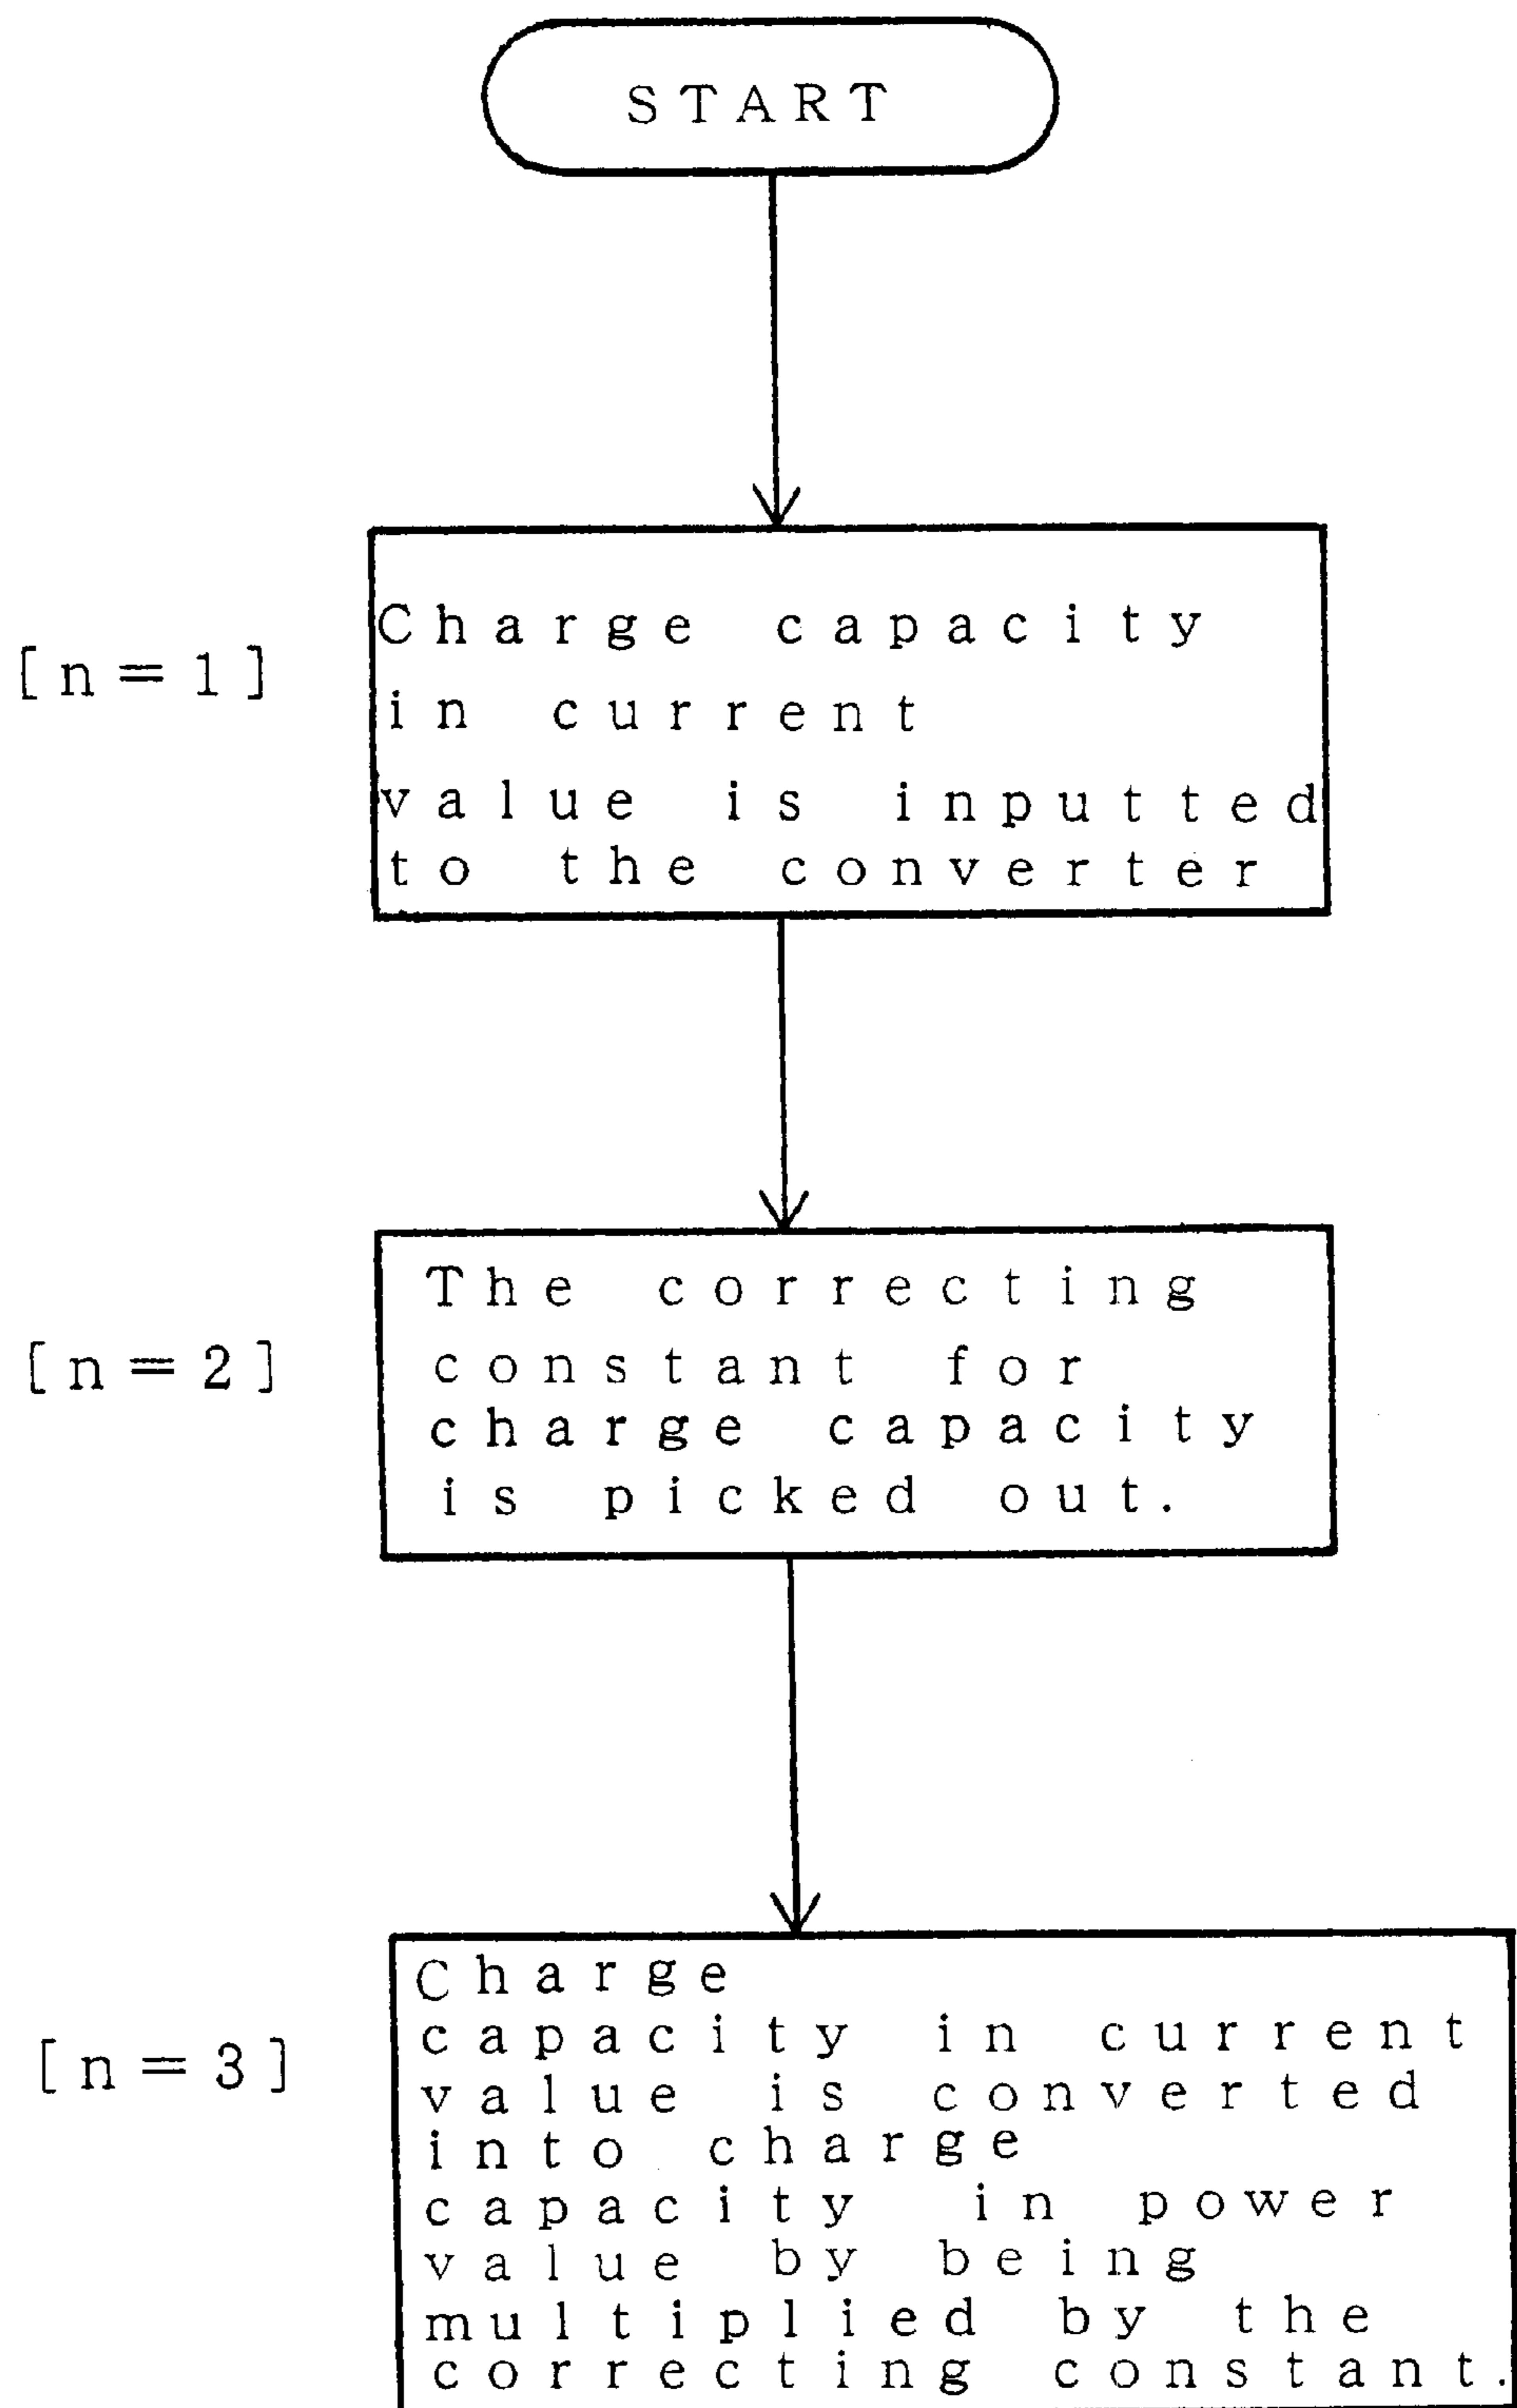 START
[n=1]
Charge capacity
in current
value is inputted
to the converter
[n=2]
The correcting
constant for
charge capacity
is picked out.
[n=3]
Charge
capacity in current
value is converted
into charge
capacity in power
value by being
multiplied by the
correcting constant.